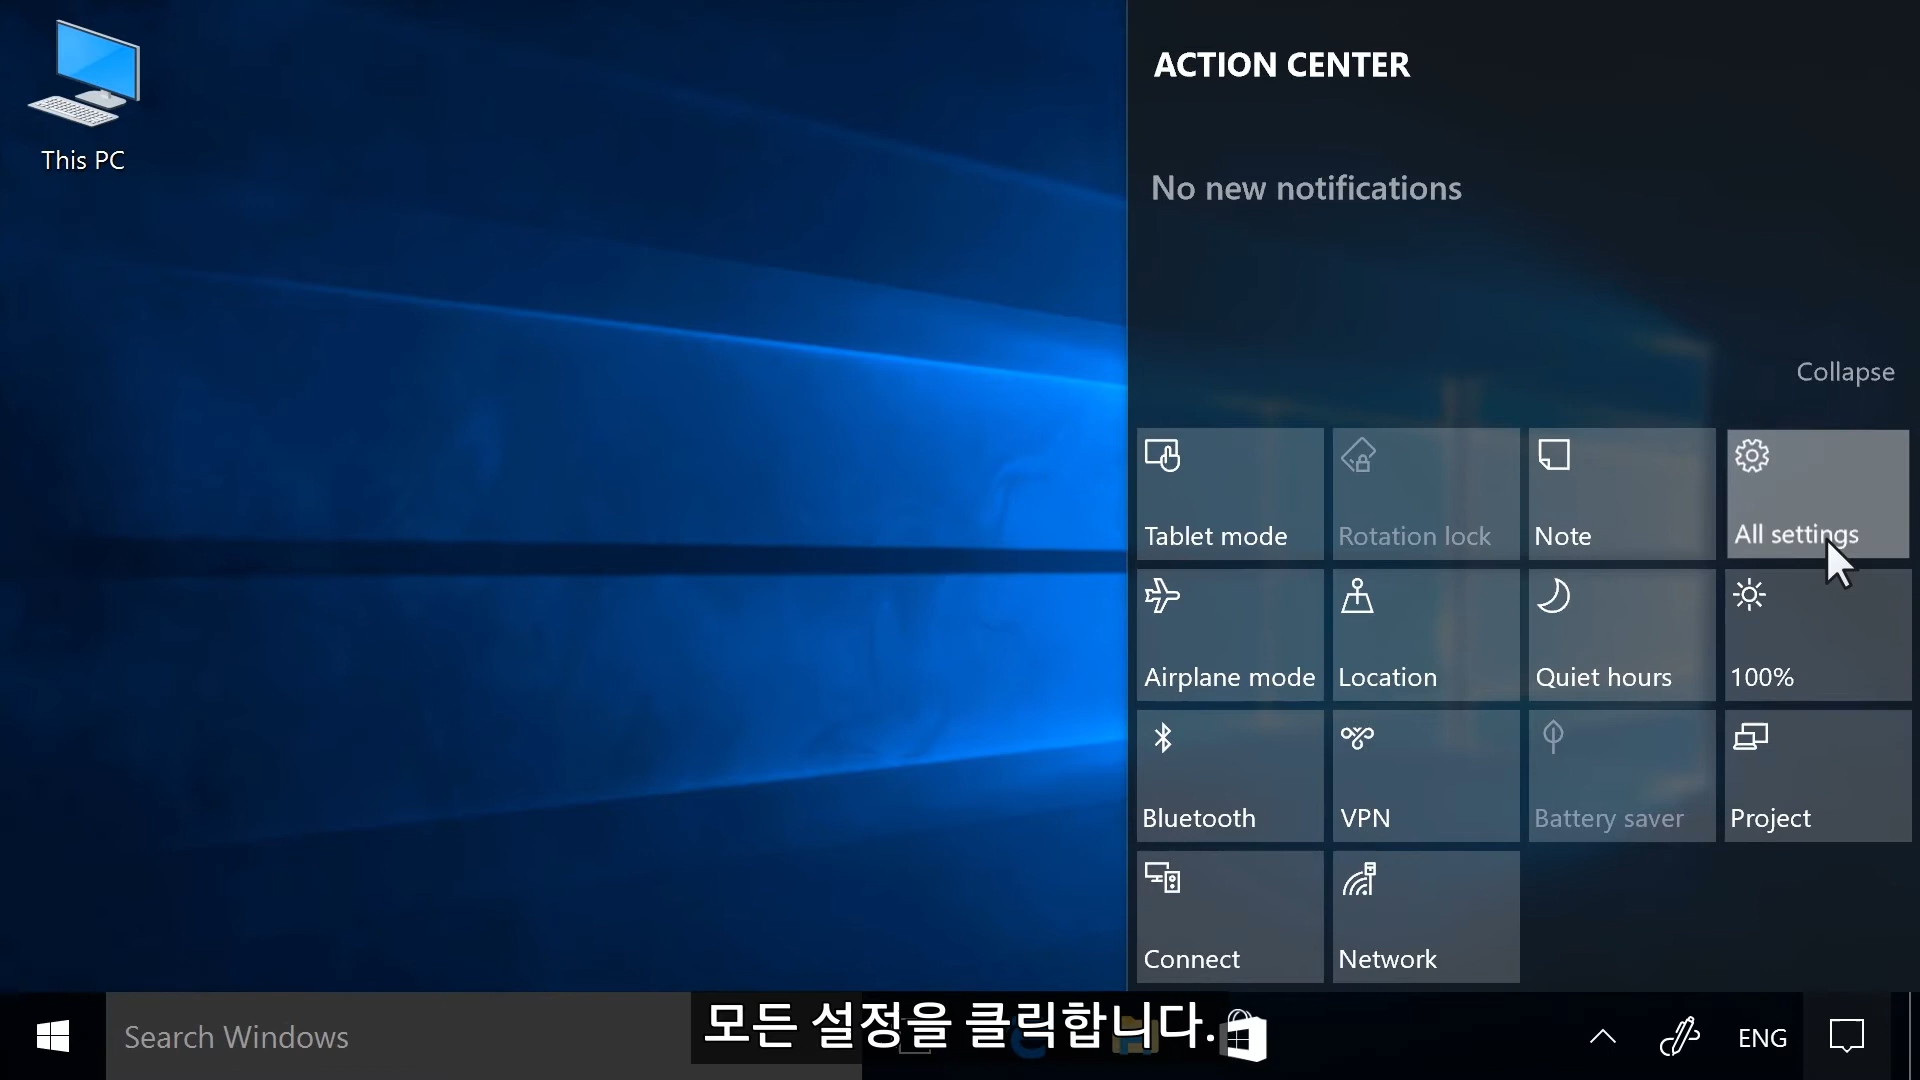 This PC
ACTION CENTER
No new notifications
Collapse
Tablet mode
Rotation lock
Note
All settings
Airplane mode
Location
Quiet hours
100%
Bluetooth
VPN
Battery saver
Project
Connect
Network
Search Windows
모든 설정을 클릭합니다.
ENG